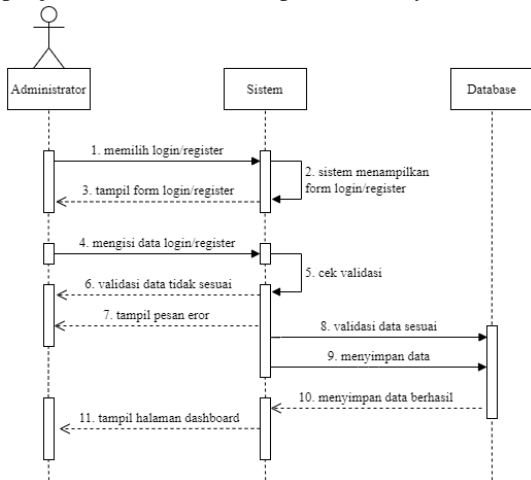 Administrator
Sistem
Database
1. memilih login/register
2. sistem menampilkan
form login/register
3. tampil form login/register
4. mengisi data login/register
5. cek validasi
6. validasi data tidak sesuai
7. tampil pesan eror
8. validasi data sesuai
9. menyimpan data
10. menyimpan data berhasil
11. tampil halaman dashboard